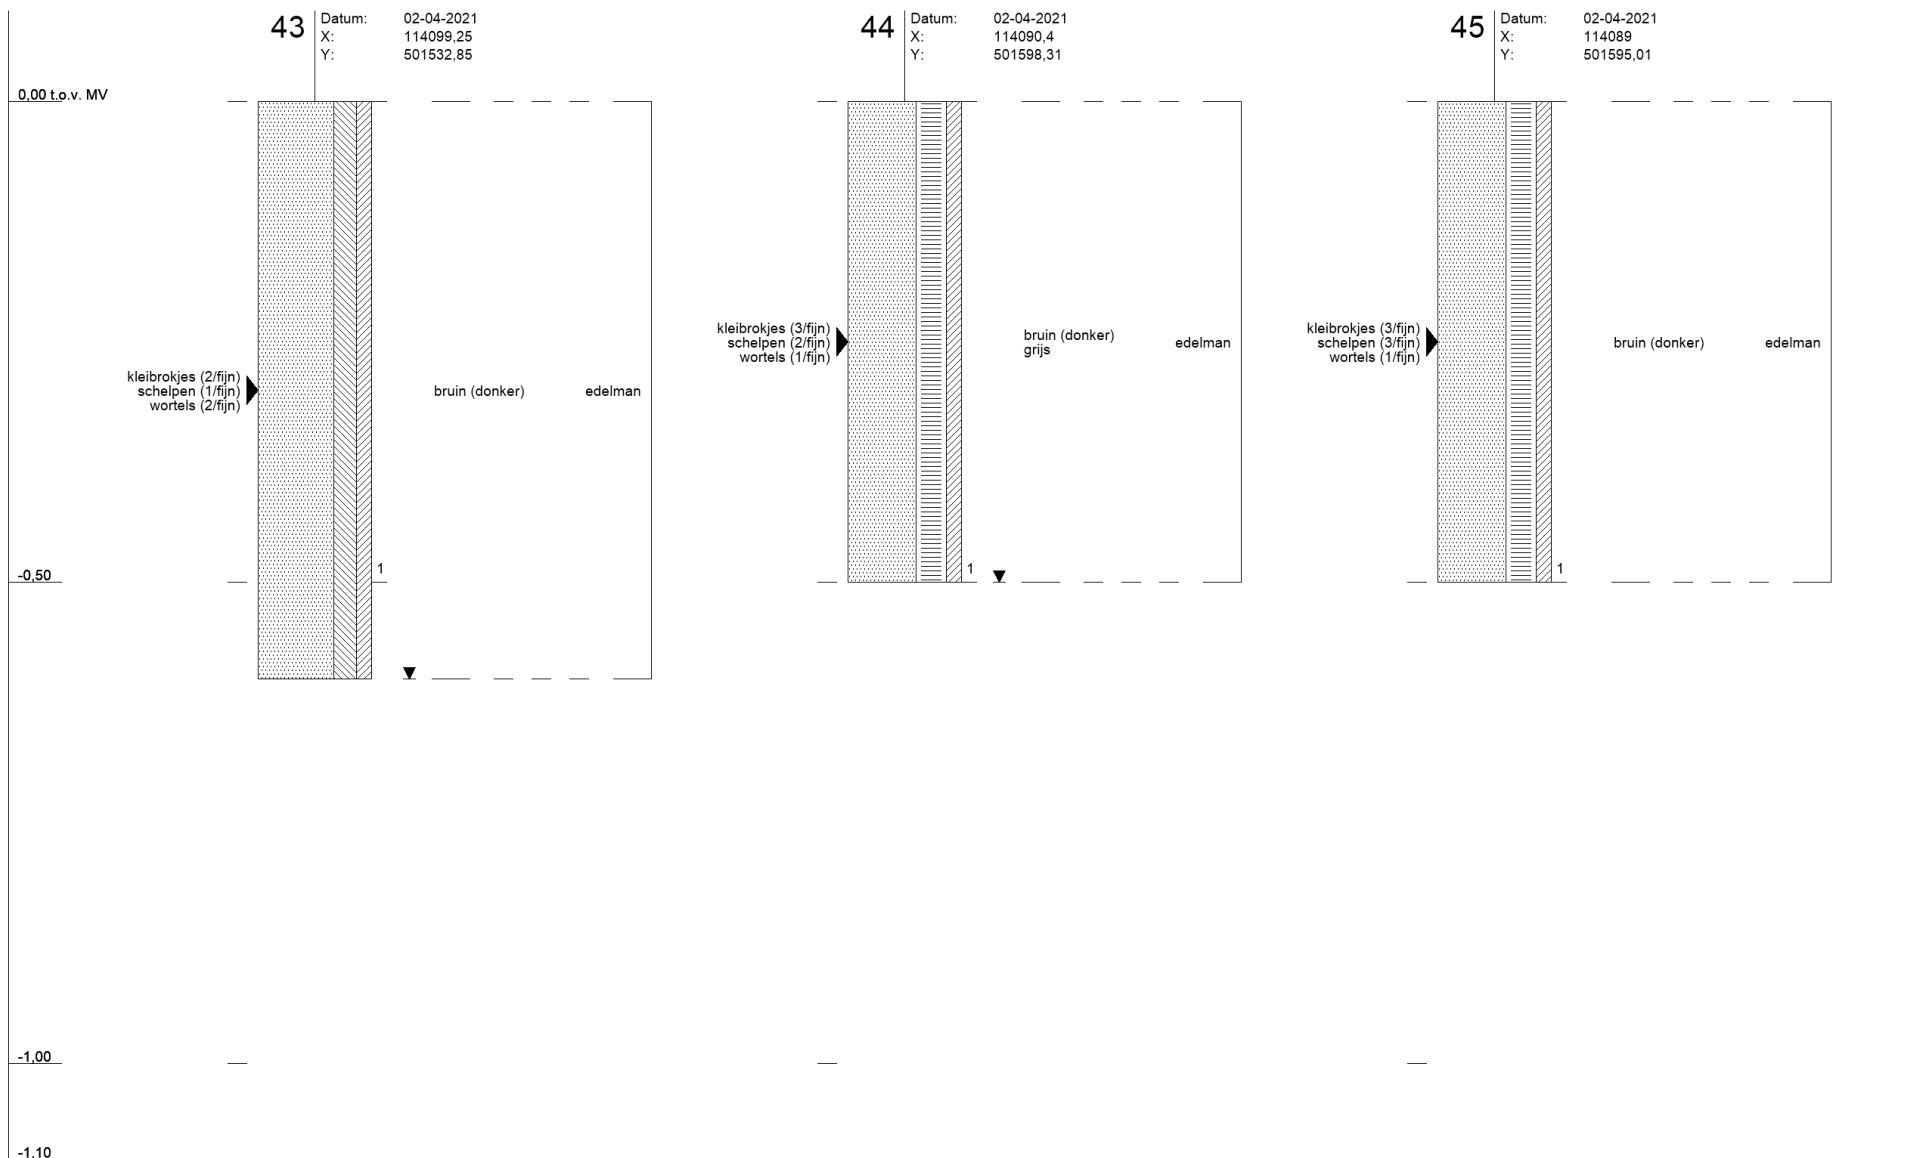 43
Datum: 02-04-2021
X: 114099,25
Y: 501532,85
44
Datum: 02-04-2021
X: 114090,4
Y: 501598,31
45
Datum: 02-04-2021
X: 114089
Y: 501595,01
0,00 t.o.v. MV
kleibrokjes (2/fijn)
schelpen (1/fijn)
wortels (2/fijn)
bruin (donker)
edelman
1
kleibrokjes (3/fijn)
schelpen (2/fijn)
wortels (1/fijn)
bruin (donker)
grijs
edelman
1
kleibrokjes (3/fijn)
schelpen (3/fijn)
wortels (1/fijn)
bruin (donker)
edelman
1
-0,50
-1,00
-1,10